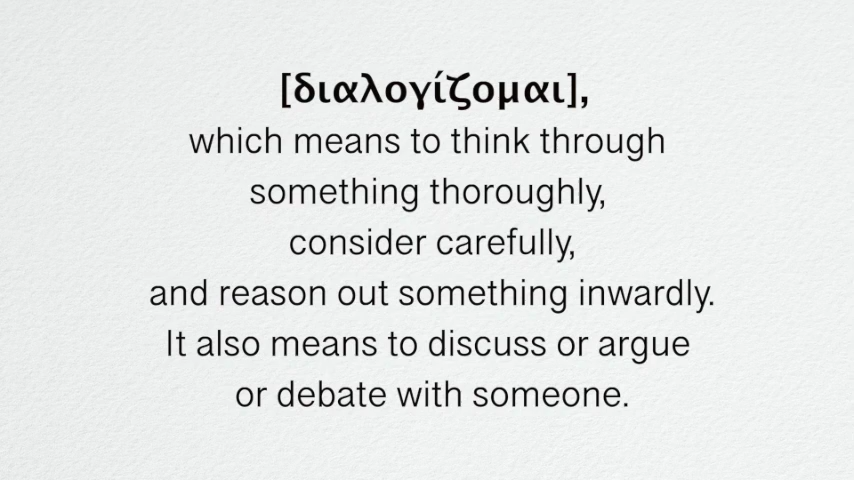 [διαλογίζομαι],
which means to think through
something thoroughly,
consider carefully,
and reason out something inwardly.
It also means to discuss or argue
or debate with someone.